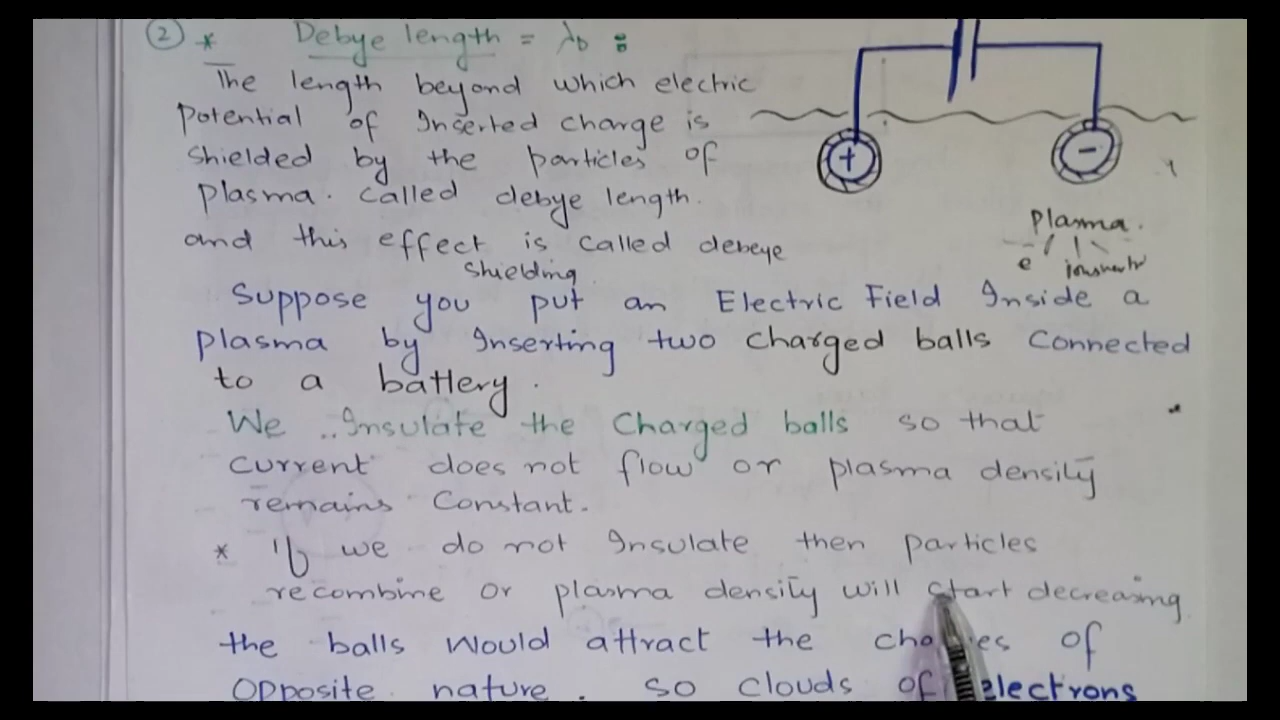 ② * Debye length = λD :
The length beyond which electric
potential of Inserted charge is
shielded by the particles of
plasma. called debye length.
and this effect is called debeye
shielding
+
-
plasma.
e ions
Suppose you put an Electric Field Inside a
plasma by Inserting two charged balls connected
to a battery.
We Insulate the Charged balls so that
current does not flow or plasma density
remains Constant.
* If we do not Insulate then particles
recombine or plasma density will start decreasing
the balls would attract the of
opposite nature. So clouds of electrons